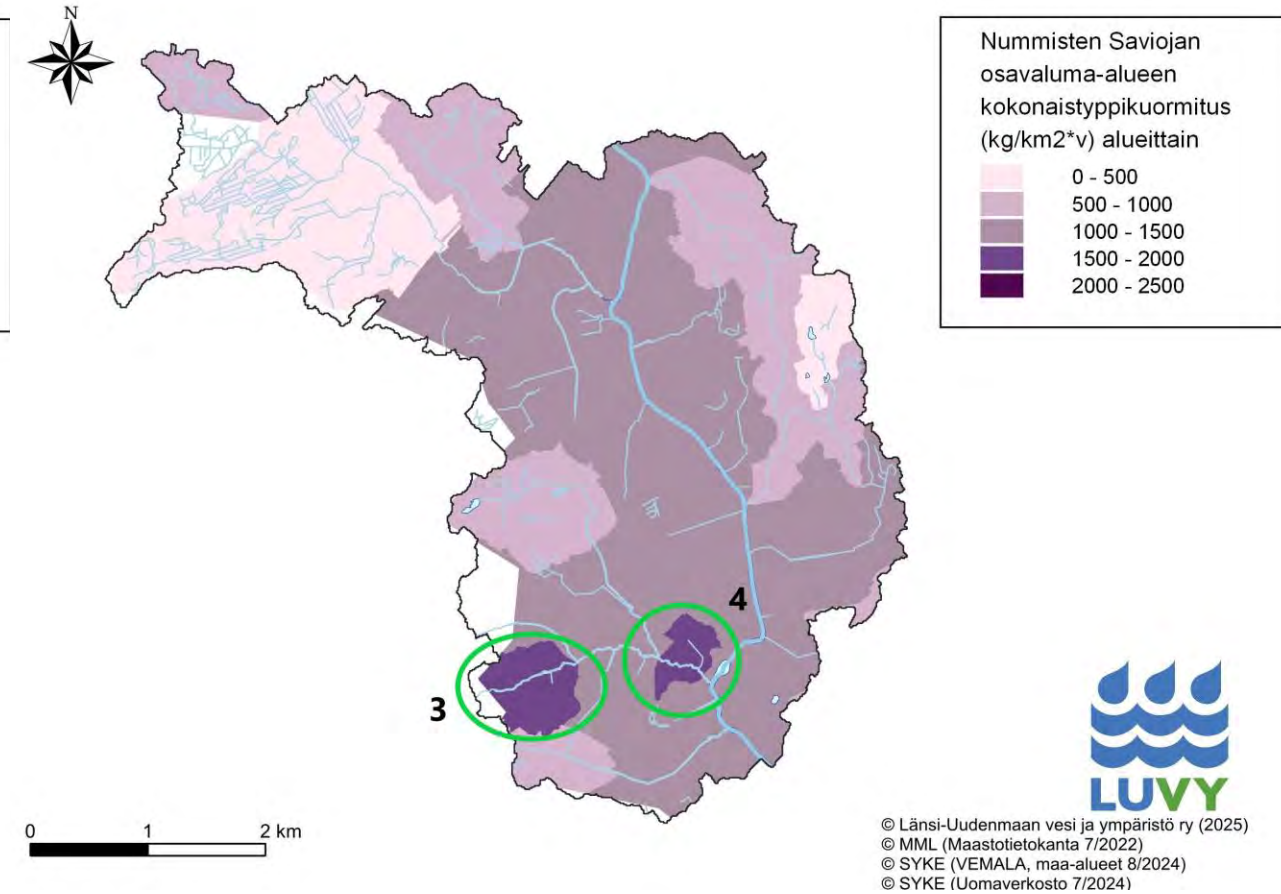 N
Nummisten Saviojan
osavaluma-alueen
kokonaistyppikuormitus
(kg/km2*v) alueittain
0 - 500
500 - 1000
1000 - 1500
1500 - 2000
2000 - 2500
4
3
0 1 2 km
LUVY
© Länsi-Uudenmaan vesi ja ympäristö ry (2025)
© MML (Maastotietokanta 7/2022)
© SYKE (VEMALA, maa-alueet 8/2024)
© SYKE (Uomaverkosto 7/2024)